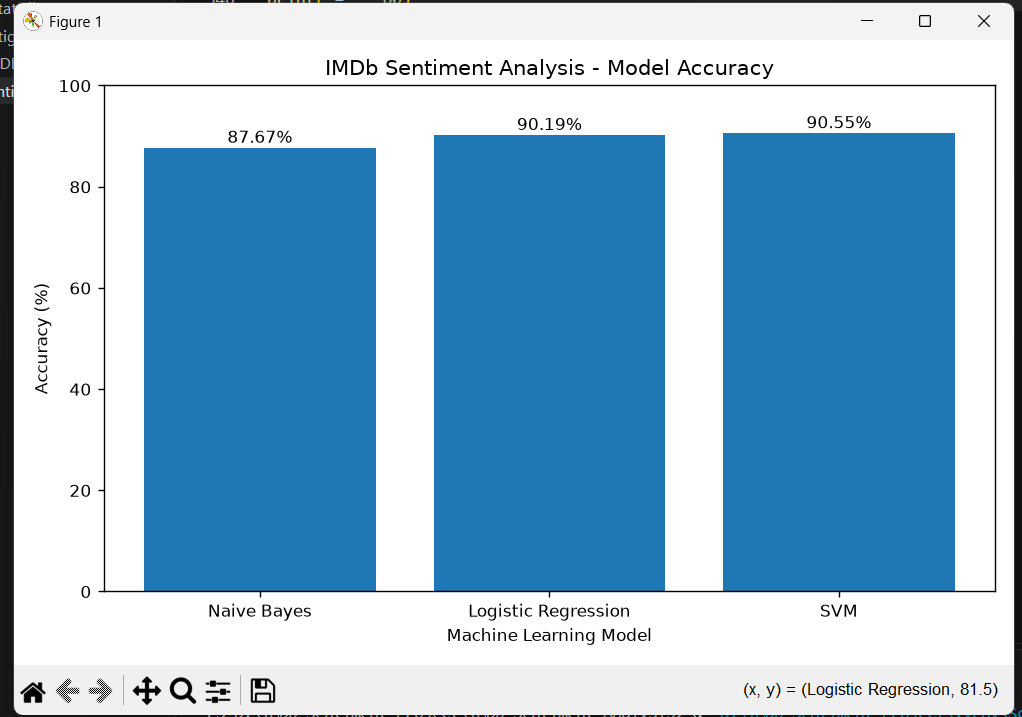 Figure 1
IMDb Sentiment Analysis - Model Accuracy
100
80
60
40
20
0
Accuracy (%)
87.67%
90.19%
90.55%
Naive Bayes
Logistic Regression
SVM
Machine Learning Model
(x, y) = (Logistic Regression, 81.5)